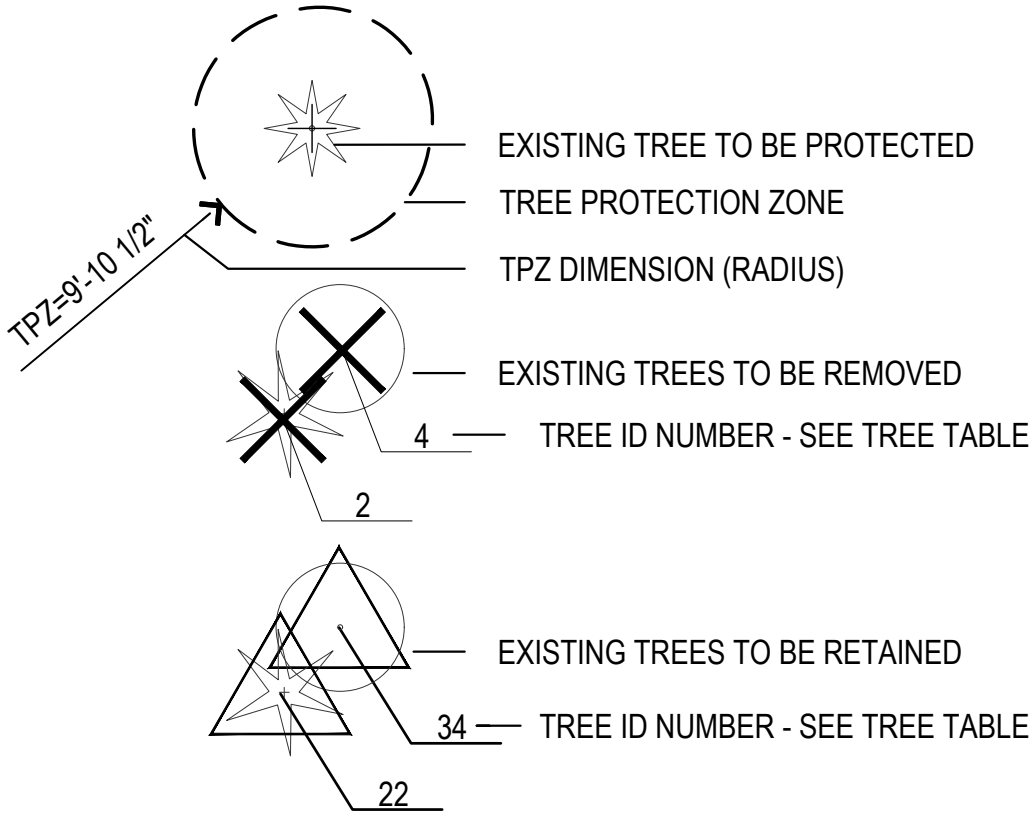 EXISTING TREE TO BE PROTECTED
TREE PROTECTION ZONE
TPZ=9'-10 1/2"
TPZ DIMENSION (RADIUS)
EXISTING TREES TO BE REMOVED
4
TREE ID NUMBER - SEE TREE TABLE
2
EXISTING TREES TO BE RETAINED
34
TREE ID NUMBER - SEE TREE TABLE
22